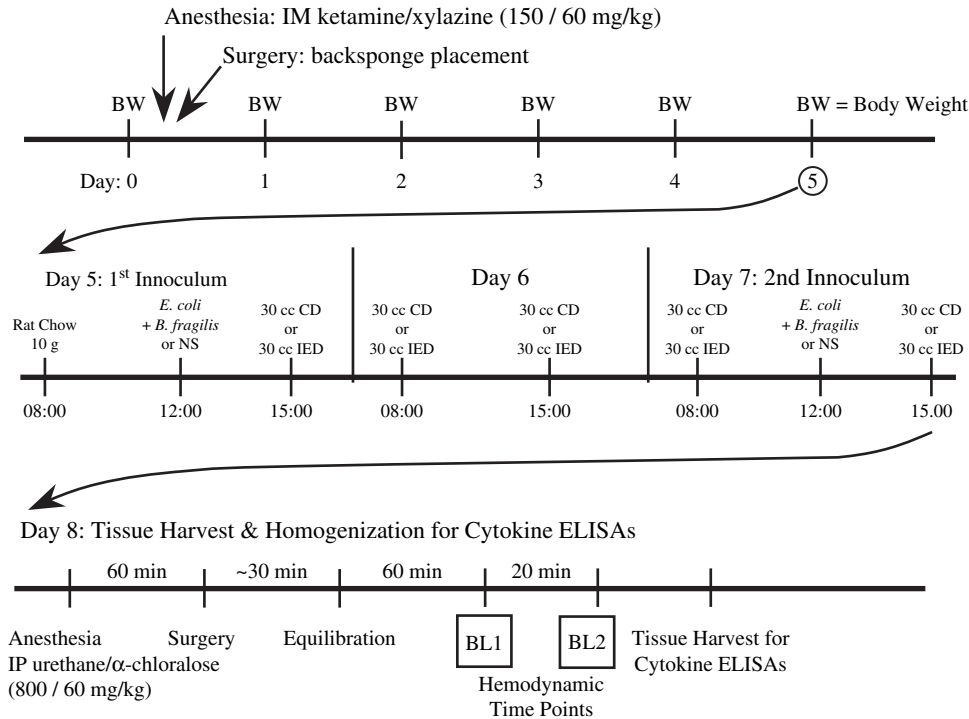 Anesthesia: IM ketamine/xylazine (150 / 60 mg/kg)
Surgery: backsponge placement
BW BW BW BW BW BW = Body Weight
Day: 0 1 2 3 4 5
Day 5: 1st Innoculum
Rat Chow
10 g
E. coli
+ B. fragilis
or NS
30 cc CD
or
30 cc IED
08:00 12:00 15:00
Day 6
30 cc CD
or
30 cc IED
30 cc CD
or
30 cc IED
08:00 15:00
Day 7: 2nd Innoculum
30 cc CD
or
30 cc IED
E. coli
+ B. fragilis
or NS
30 cc CD
or
30 cc IED
08:00 12:00 15.00
Day 8: Tissue Harvest & Homogenization for Cytokine ELISAs
60 min ~30 min 60 min 20 min
Anesthesia
IP urethane/α-chloralose
(800 / 60 mg/kg)
Surgery
Equilibration
BL1
BL2
Hemodynamic
Time Points
Tissue Harvest for
Cytokine ELISAs